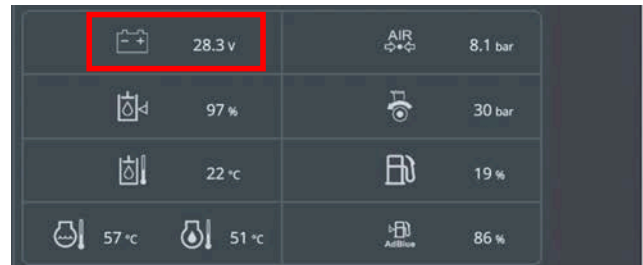 28.3 v
AIR
8.1 bar
97 %
30 bar
22 °C
19 %
57 °C
51 °C
AdBlue
86 %